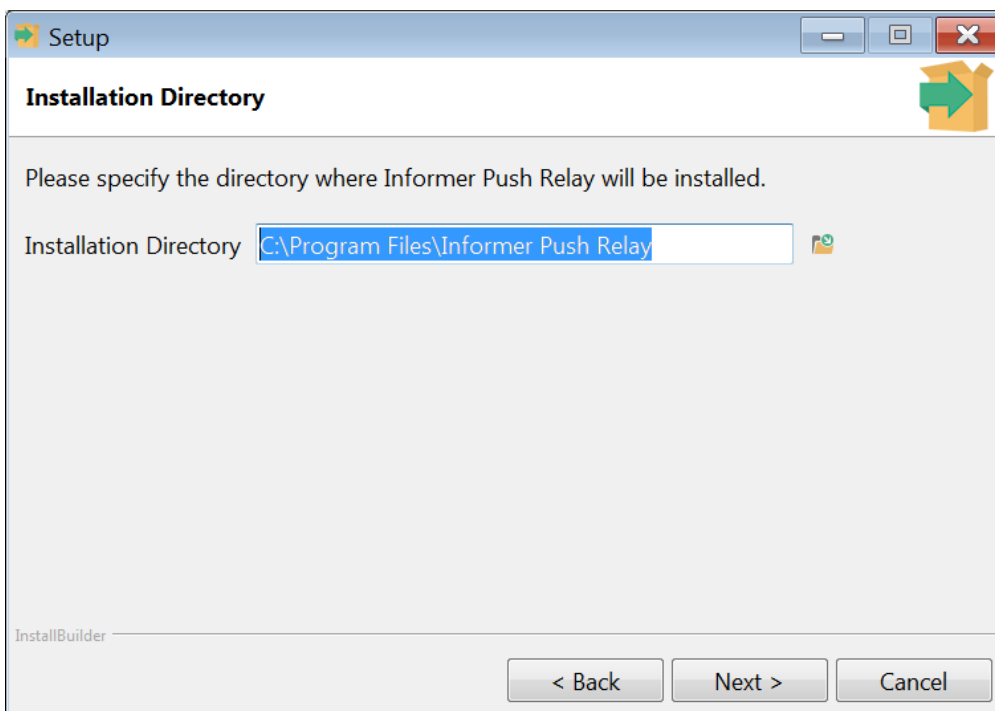 Setup
Installation Directory
Please specify the directory where Informer Push Relay will be installed.
Installation Directory C:\Program Files\Informer Push Relay
InstallBuilder
< Back Next > Cancel